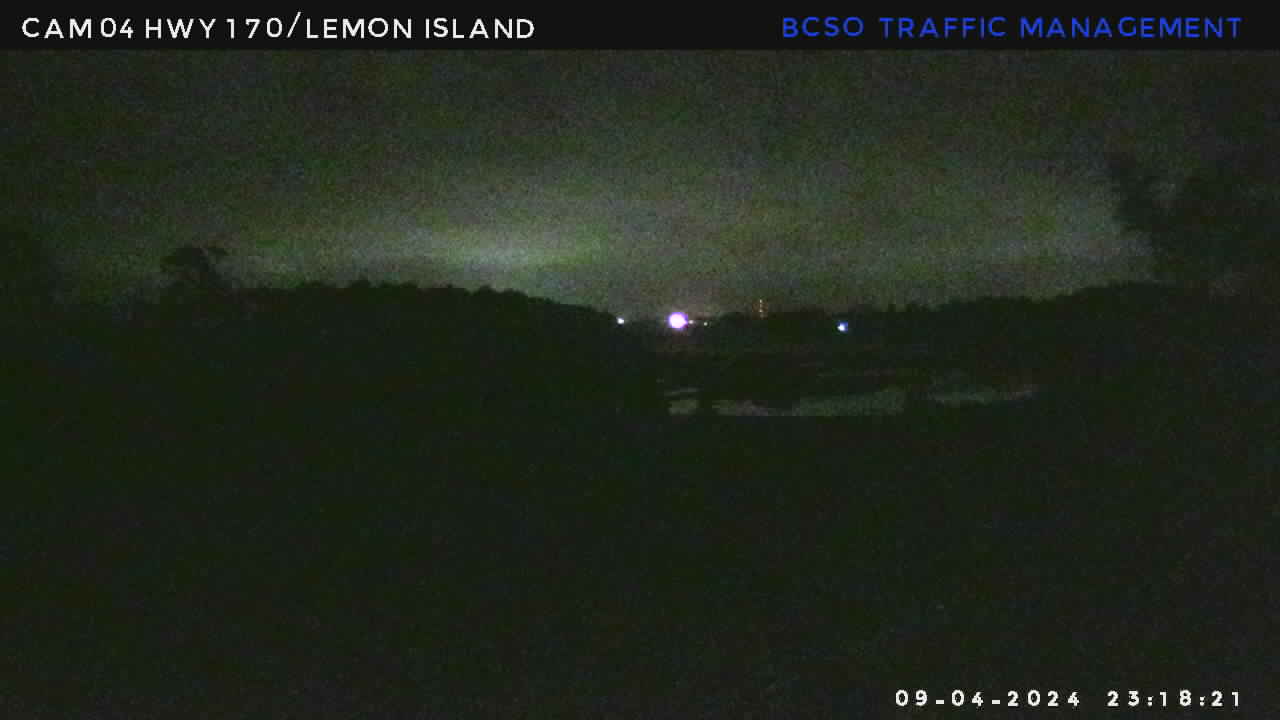 CAM 04 HWY 170/LEMON ISLAND
BCSO TRAFFIC MANAGEMENT
09-04-2024 23:18:21